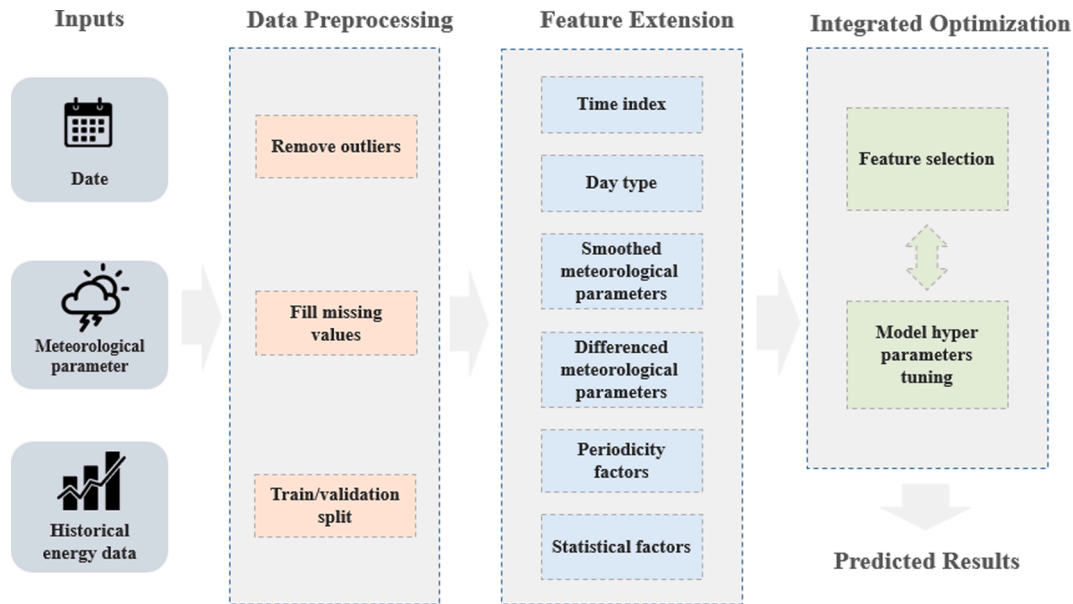 Inputs
Date
Meteorological
parameter
Historical
energy data
Data Preprocessing
Remove outliers
Fill missing
values
Train/validation
split
Feature Extension
Time index
Day type
Smoothed
meteorological
parameters
Differenced
meteorological
parameters
Periodicity
factors
Statistical factors
Integrated Optimization
Feature selection
Model hyper
parameters
tuning
Predicted Results